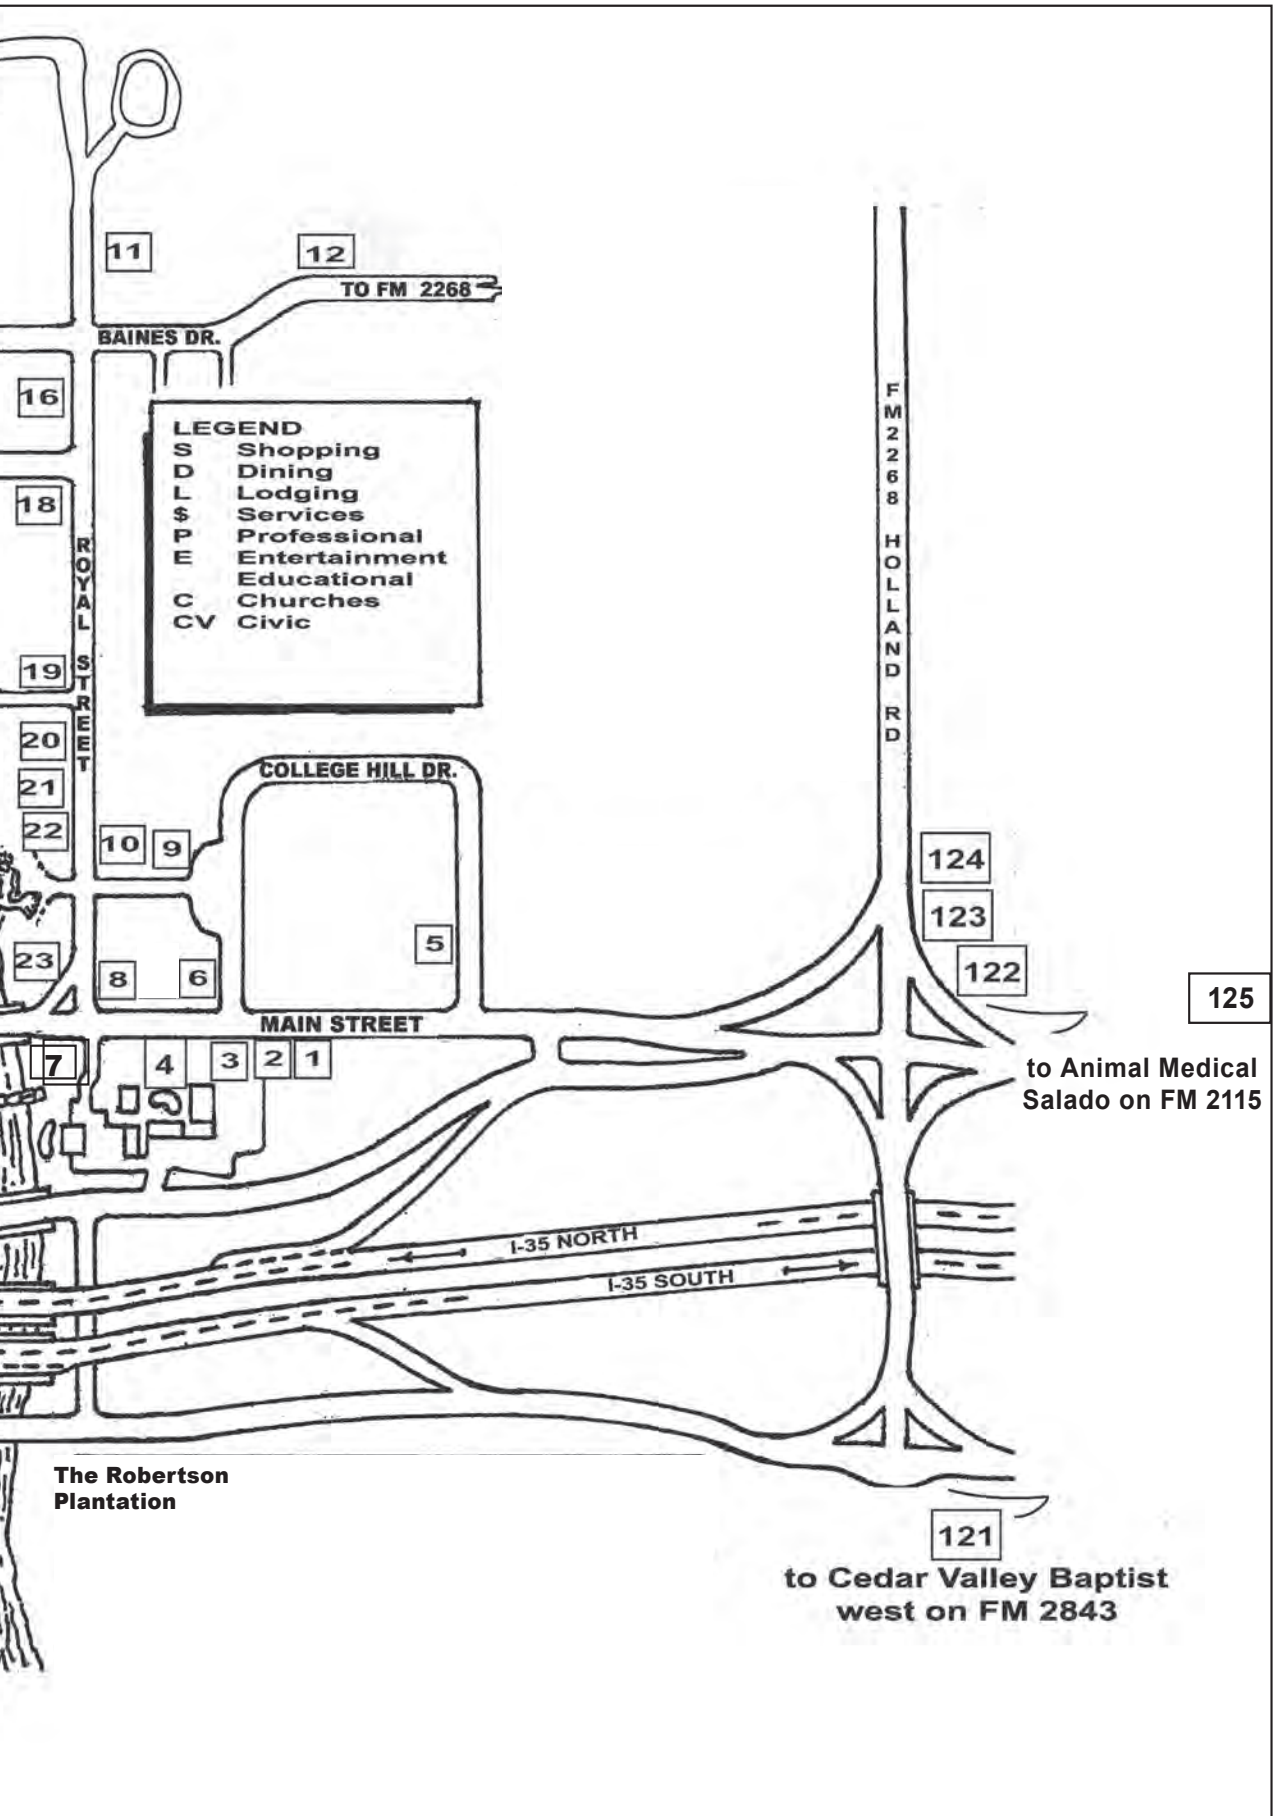 11
12
TO FM 2268
BAINES DR.
16
LEGEND
S Shopping
D Dining
L Lodging
$ Services
P Professional
E Entertainment
Educational
C Churches
CV Civic
18
ROYAL STREET
FM2268 HOLLAND RD
19
20
21
22
COLLEGE HILL DR.
10
9
124
123
122
5
23
8
6
125
MAIN STREET
7
4
3
2
1
to Animal Medical
Salado on FM 2115
I-35 NORTH
I-35 SOUTH
The Robertson
Plantation
121
to Cedar Valley Baptist
west on FM 2843